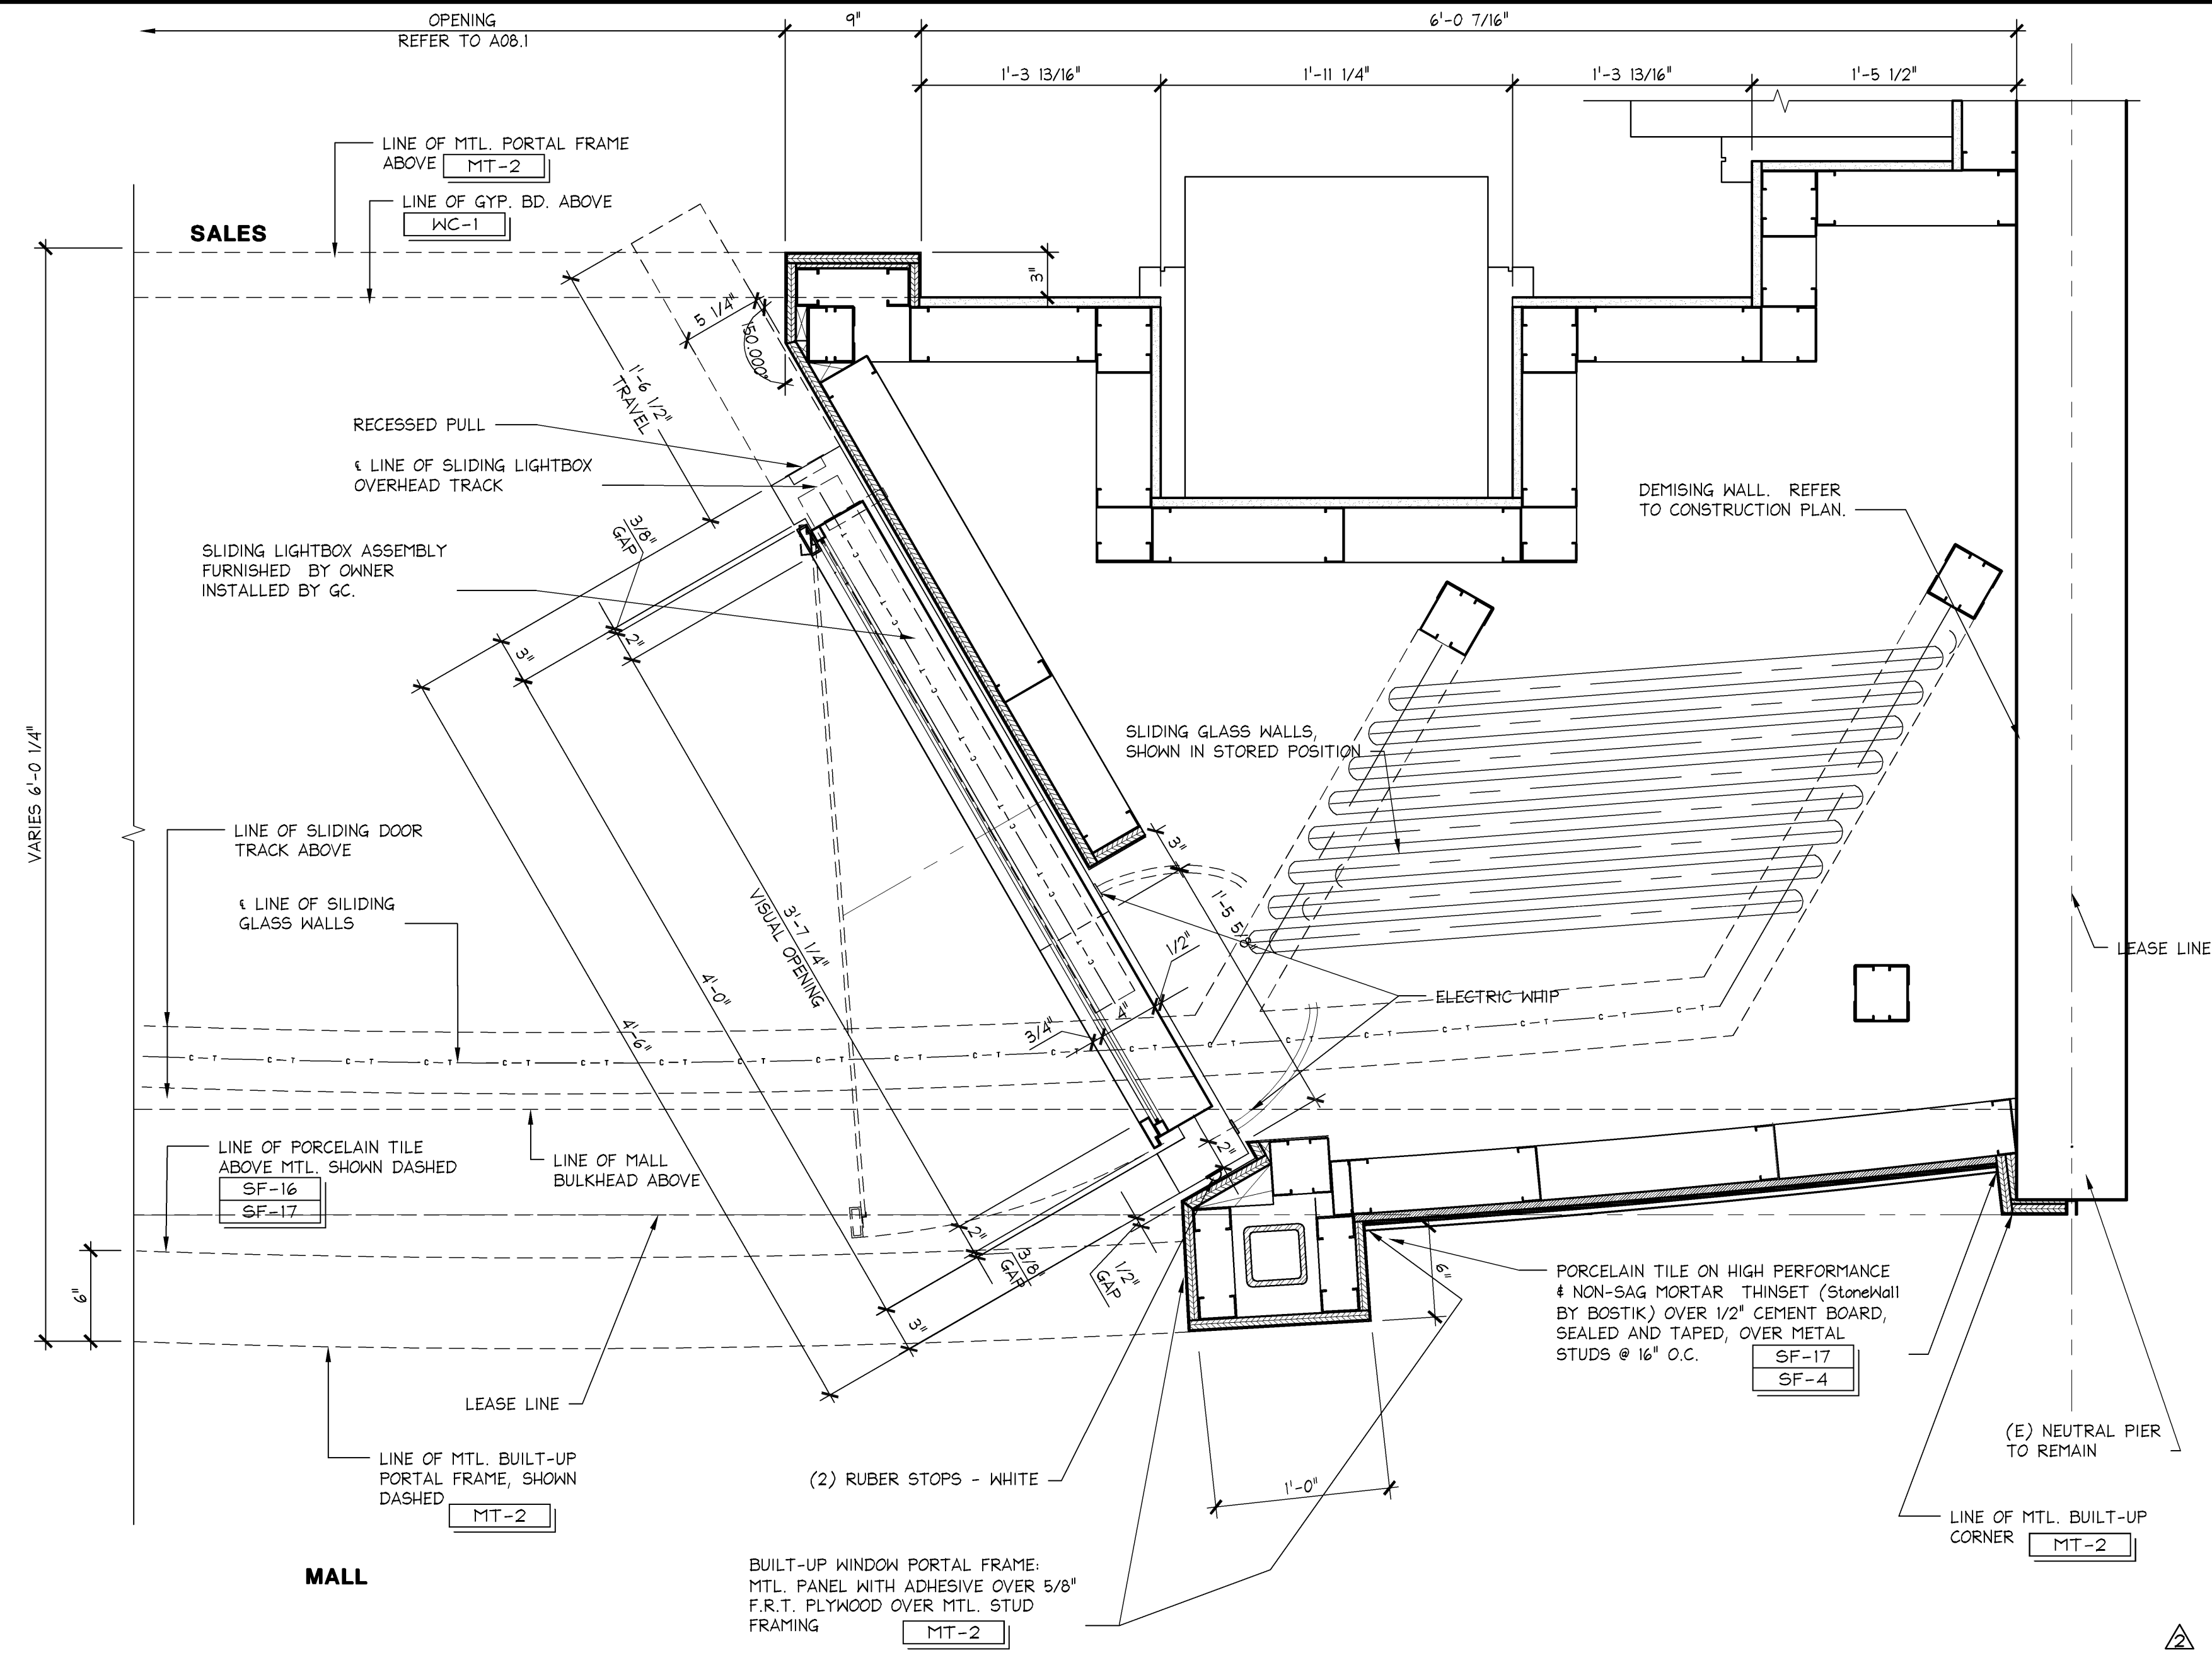 OPENING
REFER TO A08.1
9"
6'-0 7/16"
1'-3 13/16"
1'-11 1/4"
1'-3 13/16"
1'-5 1/2"
LINE OF MTL. PORTAL FRAME
ABOVE MT-2
LINE OF GYP. BD. ABOVE
WC-1
SALES
3"
5 1/4"
150.000°
1'-6 1/2"
TRAVEL
RECESSED PULL
℄ LINE OF SLIDING LIGHTBOX
OVERHEAD TRACK
3/8"
GAP
SLIDING LIGHTBOX ASSEMBLY
FURNISHED BY OWNER
INSTALLED BY GC.
DEMISING WALL. REFER
TO CONSTRUCTION PLAN.
2"
3"
VARIES 6'-0 1/4"
SLIDING GLASS WALLS,
SHOWN IN STORED POSITION
LINE OF SLIDING DOOR
TRACK ABOVE
3"
1'-5 5/8"
℄ LINE OF SILIDING
GLASS WALLS
3'-7 1/4"
VISUAL OPENING
4'-0"
4'-6"
1/2"
4"
3/4"
ELECTRIC WHIP
LEASE LINE
C-T C-T C-T C-T C-T C-T C-T C-T C-T C-T C-T C-T C-T C-T C-T C-T C-T C-T
LINE OF PORCELAIN TILE
ABOVE MTL. SHOWN DASHED
SF-16
SF-17
LINE OF MALL
BULKHEAD ABOVE
2"
2"
3/8"
GAP
1/2"
GAP
6"
6"
3"
PORCELAIN TILE ON HIGH PERFORMANCE
& NON-SAG MORTAR THINSET (StoneWall
BY BOSTIK) OVER 1/2" CEMENT BOARD,
SEALED AND TAPED, OVER METAL
STUDS @ 16" O.C.
SF-17
SF-4
LEASE LINE
(E) NEUTRAL PIER
TO REMAIN
LINE OF MTL. BUILT-UP
PORTAL FRAME, SHOWN
DASHED
MT-2
(2) RUBER STOPS - WHITE
1'-0"
LINE OF MTL. BUILT-UP
CORNER MT-2
MALL
BUILT-UP WINDOW PORTAL FRAME:
MTL. PANEL WITH ADHESIVE OVER 5/8"
F.R.T. PLYWOOD OVER MTL. STUD
FRAMING
MT-2
2